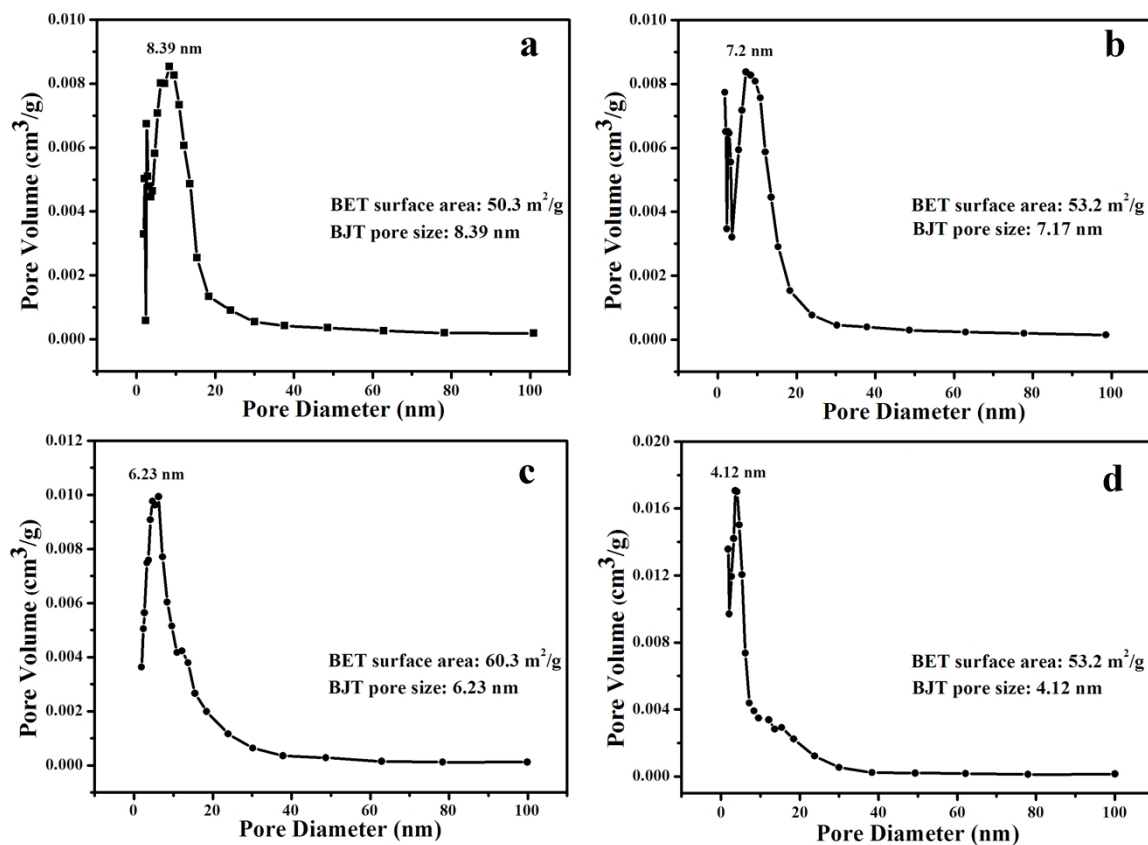 a
8.39 nm
0.010
0.008
0.006
0.004
0.002
0.000
Pore Volume (cm³/g)
BET surface area: 50.3 m²/g
BJT pore size: 8.39 nm
0 20 40 60 80 100
Pore Diameter (nm)
b
7.2 nm
0.010
0.008
0.006
0.004
0.002
0.000
Pore Volume (cm³/g)
BET surface area: 53.2 m²/g
BJT pore size: 7.17 nm
0 20 40 60 80 100
Pore Diameter (nm)
c
6.23 nm
0.012
0.010
0.008
0.006
0.004
0.002
0.000
Pore Volume (cm³/g)
BET surface area: 60.3 m²/g
BJT pore size: 6.23 nm
0 20 40 60 80 100
Pore Diameter (nm)
d
4.12 nm
0.020
0.016
0.012
0.008
0.004
0.000
Pore Volume (cm³/g)
BET surface area: 53.2 m²/g
BJT pore size: 4.12 nm
0 20 40 60 80 100
Pore Diameter (nm)